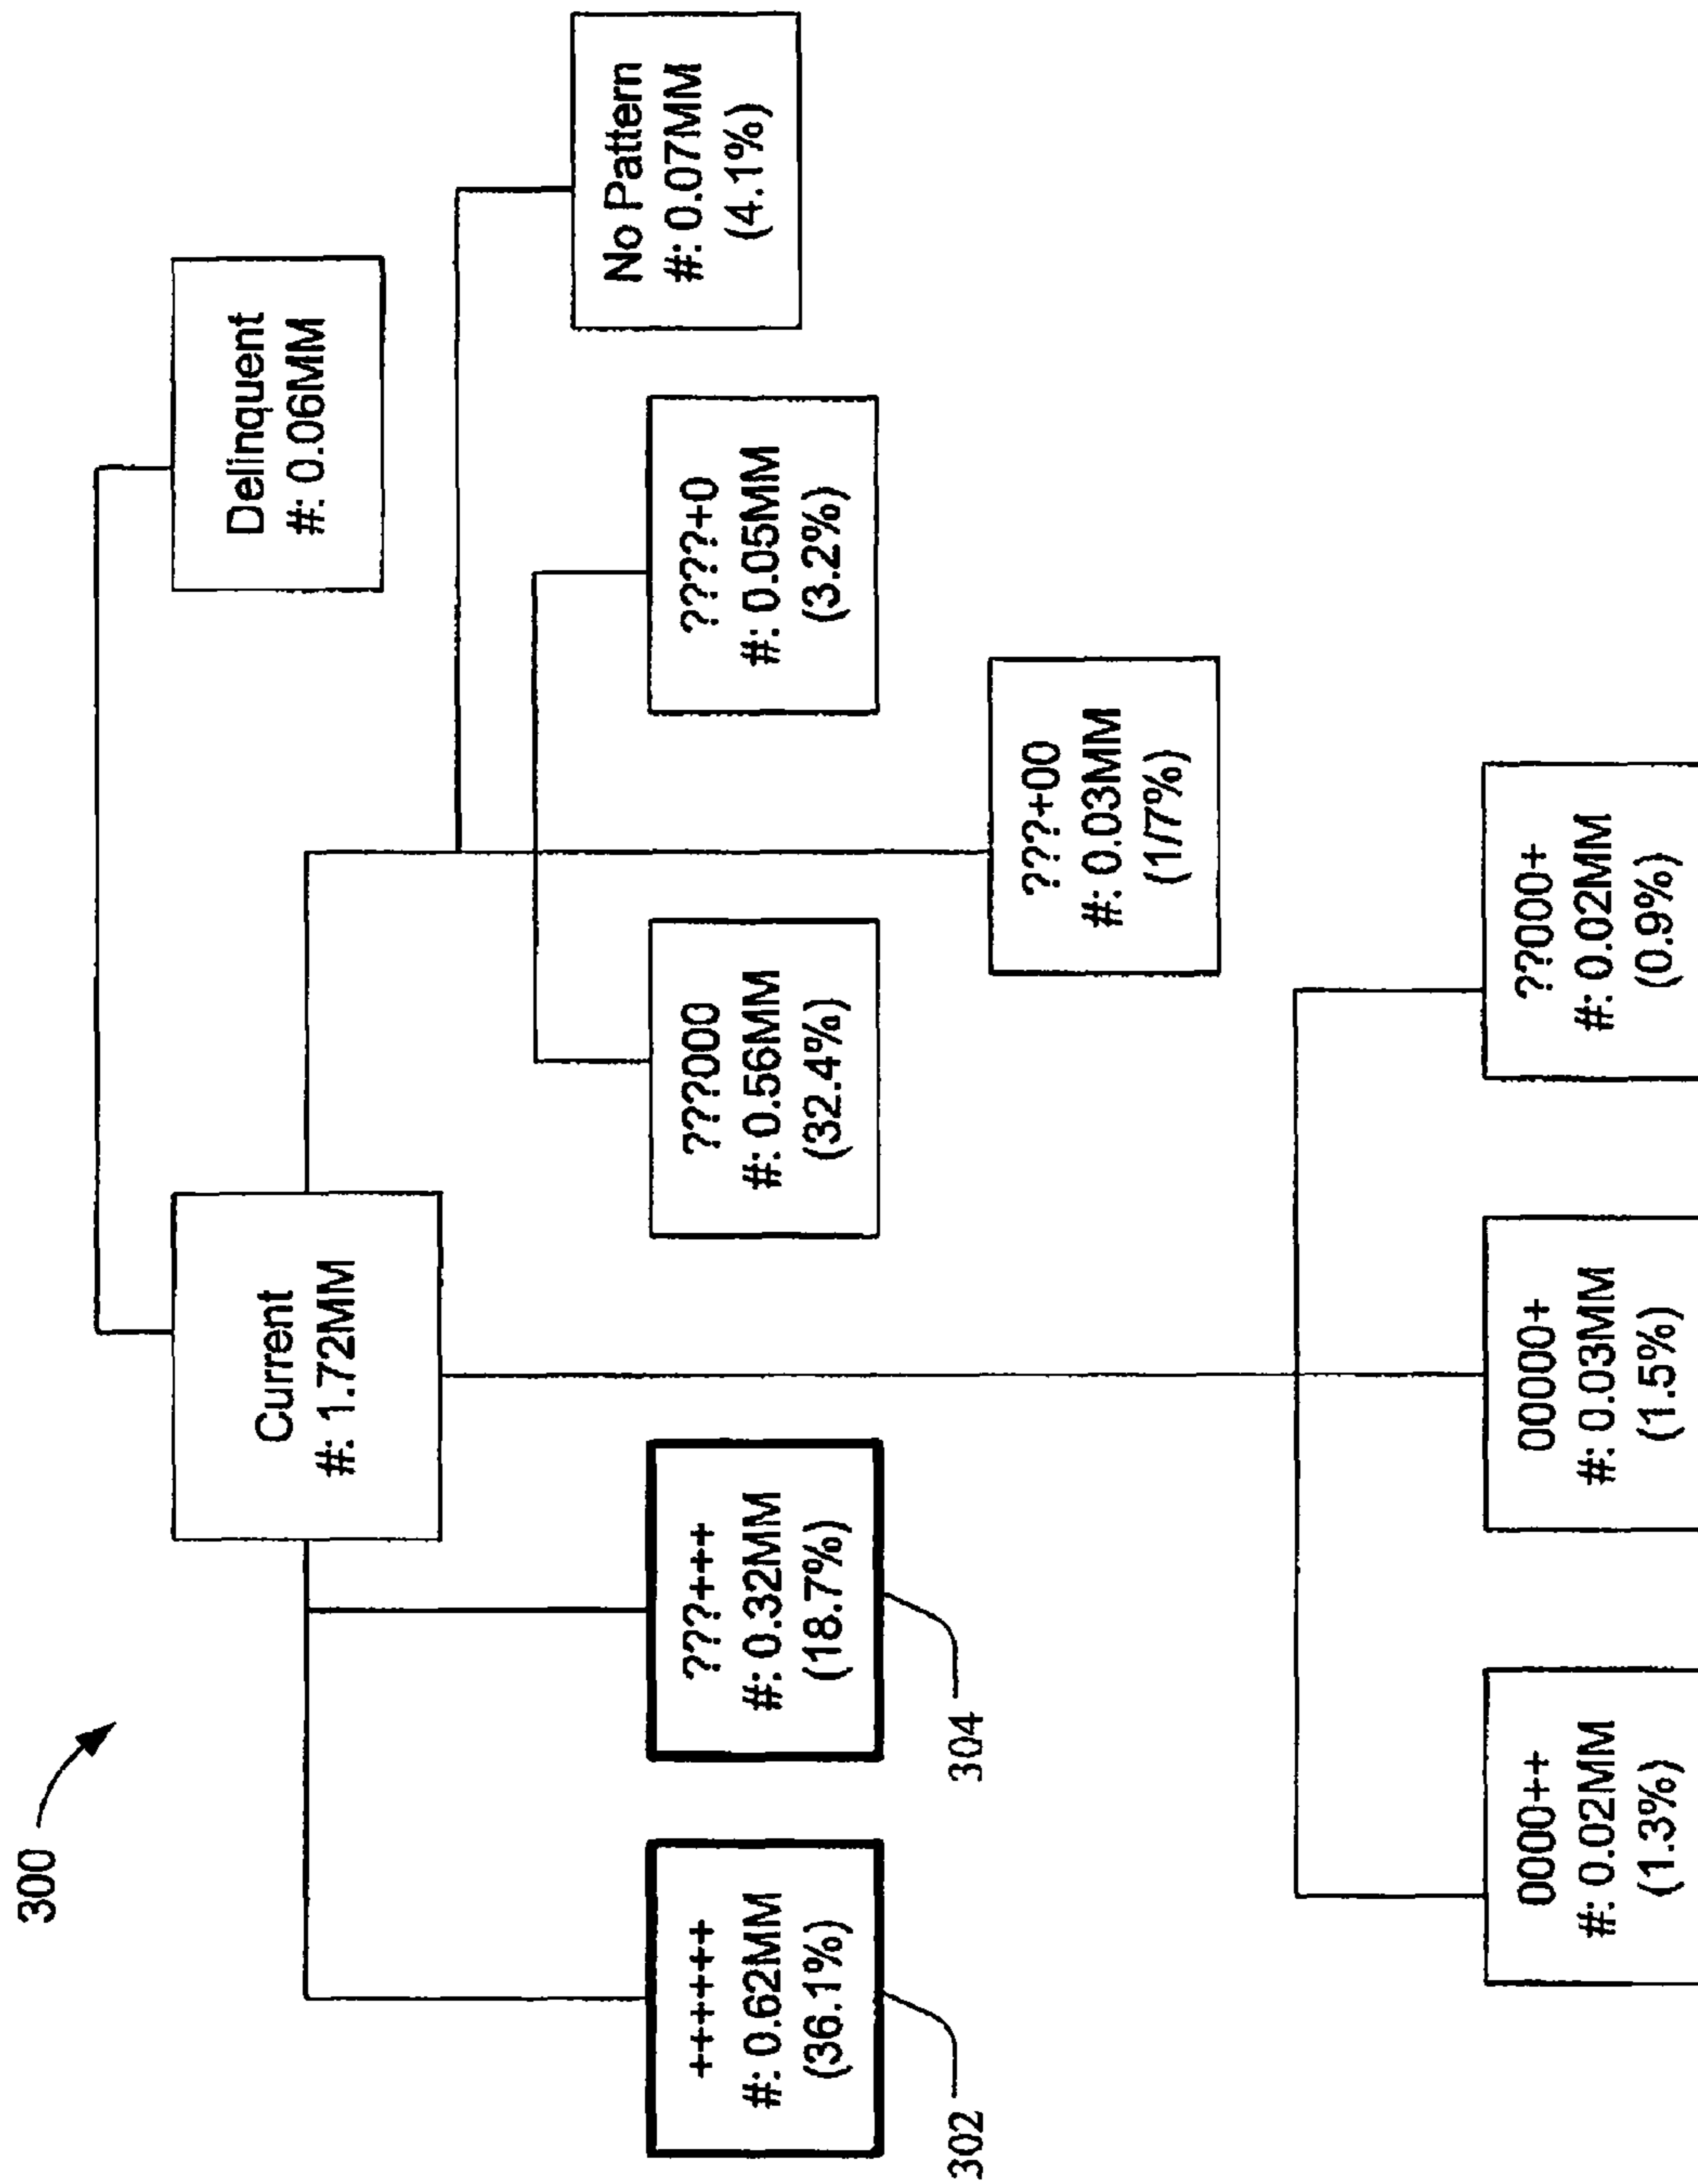 300
Current
#: 1.72MM
Delinquent
#: 0.06MM
++++++
#: 0.62MM
(36.1%)
302
???+++
#: 0.32MM
(18.7%)
304
???000
#: 0.56MM
(32.4%)
????+0
#: 0.05MM
(3.2%)
No Pattern
#: 0.07MM
(4.1%)
???+00
#: 0.03MM
(1/7%)
0000++
#: 0.02MM
(1.3%)
00000+
#: 0.03MM
(1.5%)
??000+
#: 0.02MM
(0.9%)